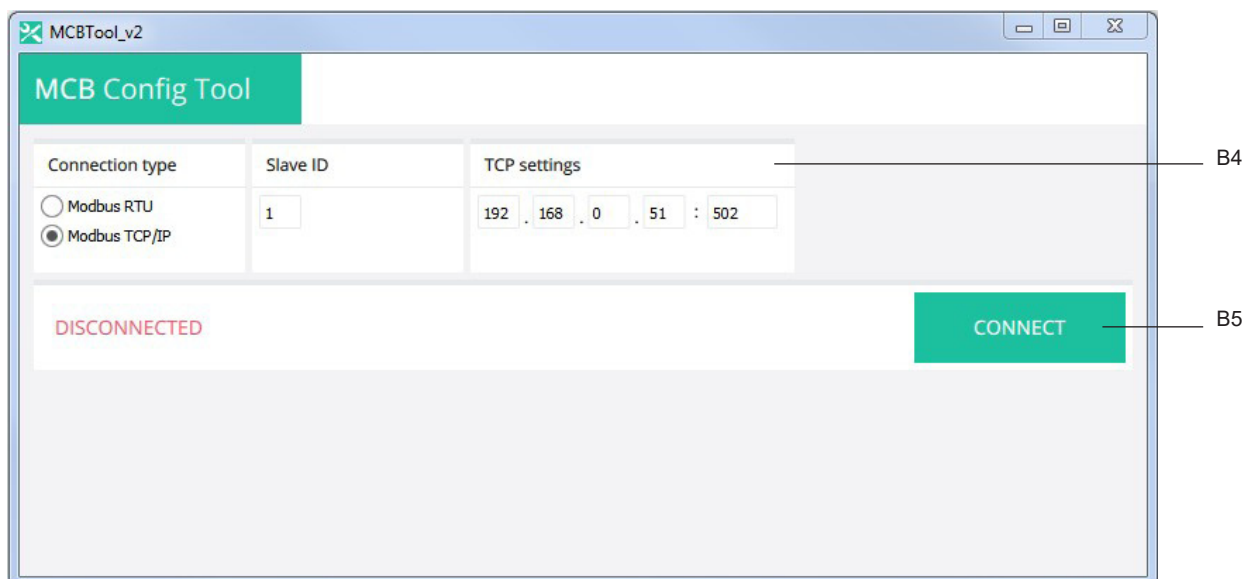 MCBTool_v2
MCB Config Tool
Connection type
Modbus RTU
Modbus TCP/IP
Slave ID
1
TCP settings
192 . 168 . 0 . 51 : 502
B4
DISCONNECTED
CONNECT
B5